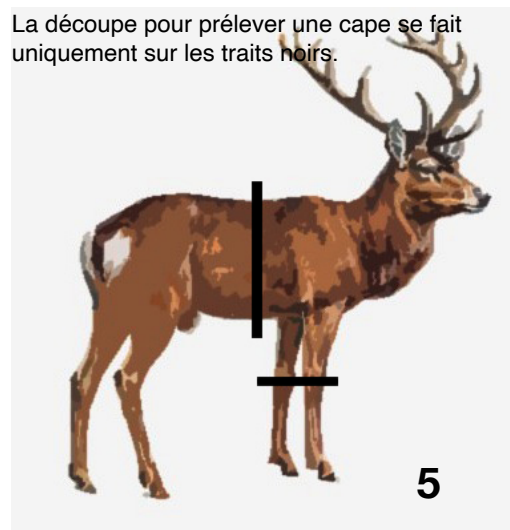 La découpe pour prélever une cape se fait
uniquement sur les traits noirs.
5